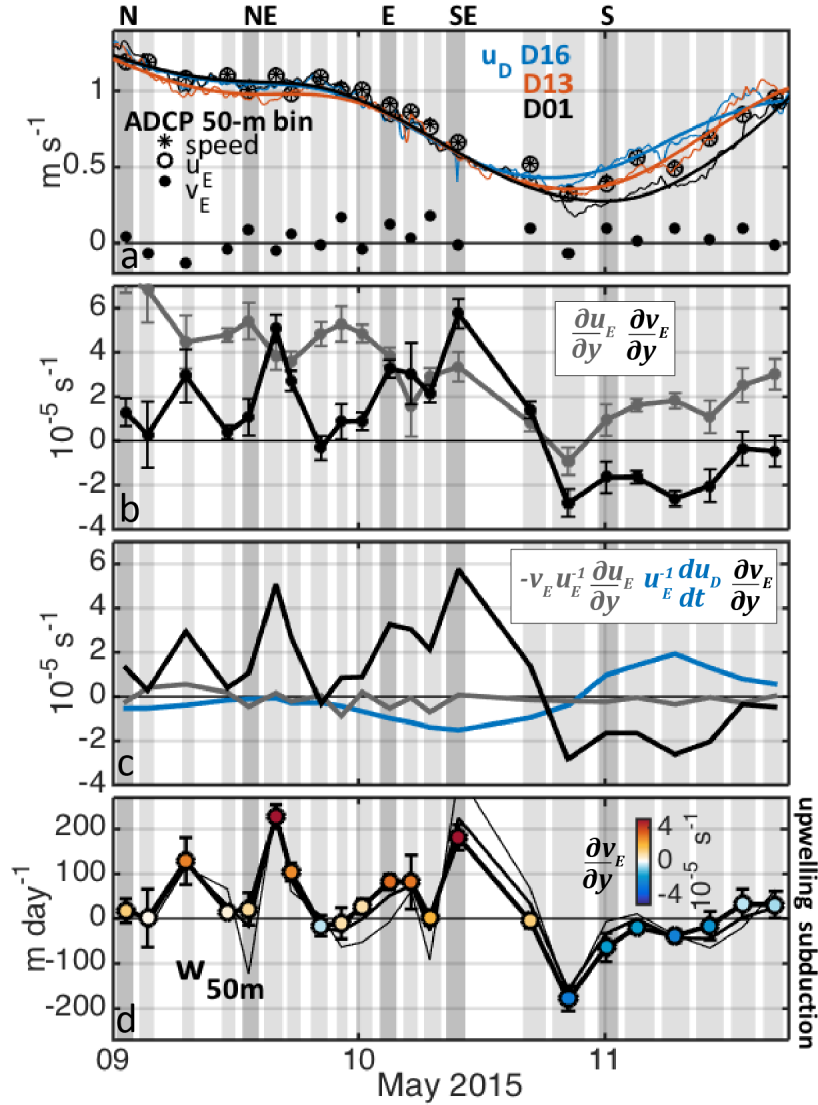 N NE E SE S
u_D D16
D13
D01
ADCP 50-m bin
speed
u_E
v_E
1
0.5
0
m s⁻¹
a
6
4
2
0
-2
-4
10⁻⁵ s⁻¹
∂u_E/∂y ∂v_E/∂y
b
6
4
2
0
-2
-4
10⁻⁵ s⁻¹
-v_E u_E⁻¹ ∂u_E/∂y u_E⁻¹ du_D/dt ∂v_E/∂y
c
200
100
0
-100
-200
m day⁻¹
∂v_E/∂y
4
0
-4
10⁻⁵ s⁻¹
w_50m
d
upwelling
subduction
09 10 11
May 2015